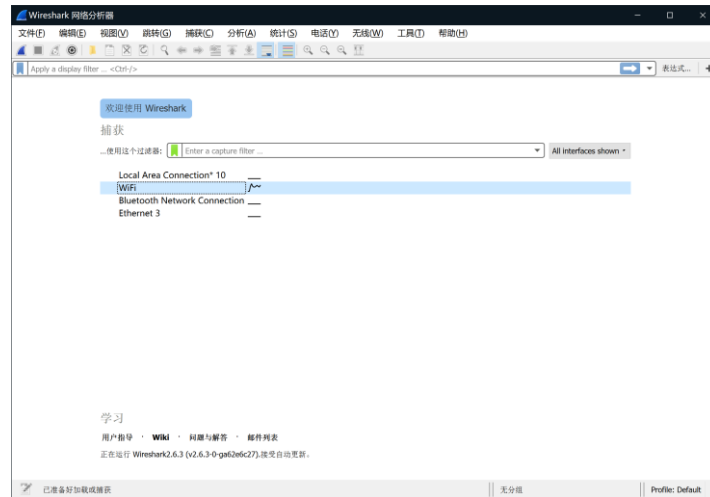 Wireshark 网络分析器
文件(F) 编辑(E) 视图(V) 跳转(G) 捕获(C) 分析(A) 统计(S) 电话(Y) 无线(W) 工具(T) 帮助(H)
Apply a display filter ... <Ctrl-/> 表达式... +
欢迎使用 Wireshark
捕获
...使用这个过滤器: Enter a capture filter ... All interfaces shown
Local Area Connection* 10
WiFi
Bluetooth Network Connection
Ethernet 3
学习
用户指导 · Wiki · 问题与解答 · 邮件列表
正在运行 Wireshark2.6.3 (v2.6.3-0-ga62e6c27).接受自动更新。
已准备好加载或捕获 无分组 Profile: Default